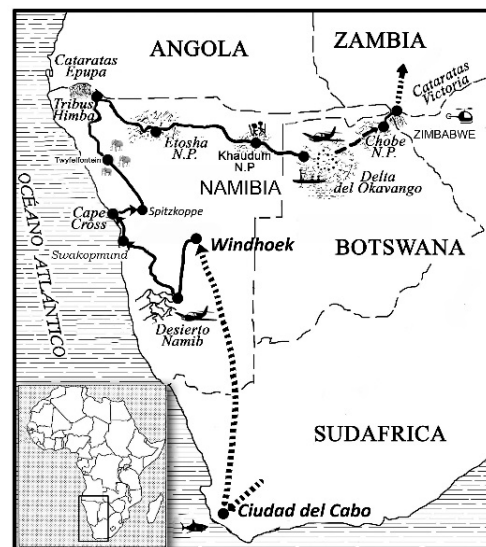 ANGOLA
ZAMBIA
Cataratas
Epupa
Tribus
Himba
Cataratas
Victoria
ZIMBABWE
Etosha
N.P.
Khaudum
N.P
Chobe
N.P.
Twyfelfontein
NAMIBIA
Delta
del Okavango
Cape
Cross
Spitzkoppe
Swakopmund
Windhoek
BOTSWANA
OCÉANO ATLÁNTICO
Desierto
Namib
SUDAFRICA
Ciudad del Cabo